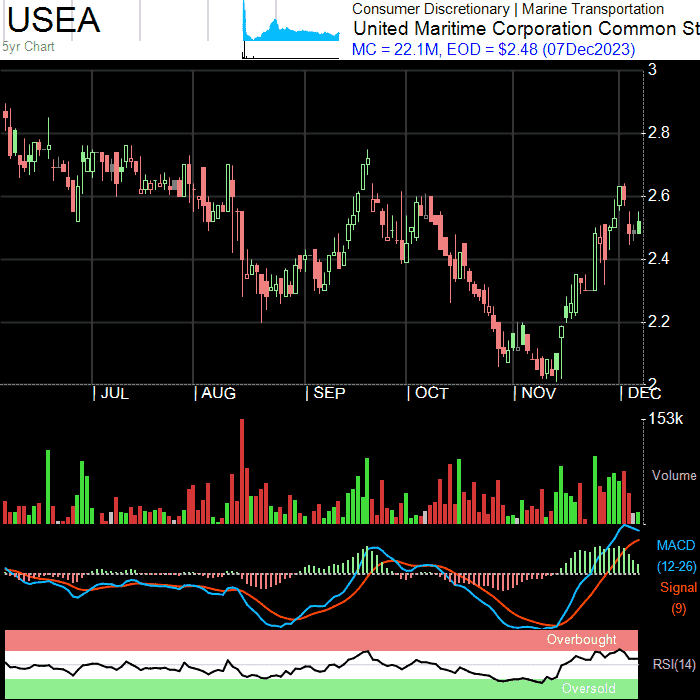 USEA
5yr Chart
Consumer Discretionary | Marine Transportation
United Maritime Corporation Common St
MC = 22.1M, EOD = $2.48 (07Dec2023)
3
2.8
2.6
2.4
2.2
2
| JUL
| AUG
| SEP
| OCT
| NOV
| DEC
153k
Volume
MACD
(12-26)
Signal
(9)
Overbought
RSI(14)
Oversold